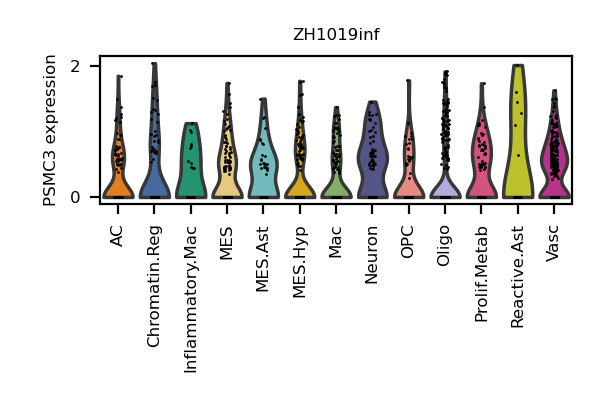 ZH1019inf
PSMC3 expression
2
0
AC
Chromatin.Reg
Inflammatory.Mac
MES
MES.Ast
MES.Hyp
Mac
Neuron
OPC
Oligo
Prolif.Metab
Reactive.Ast
Vasc